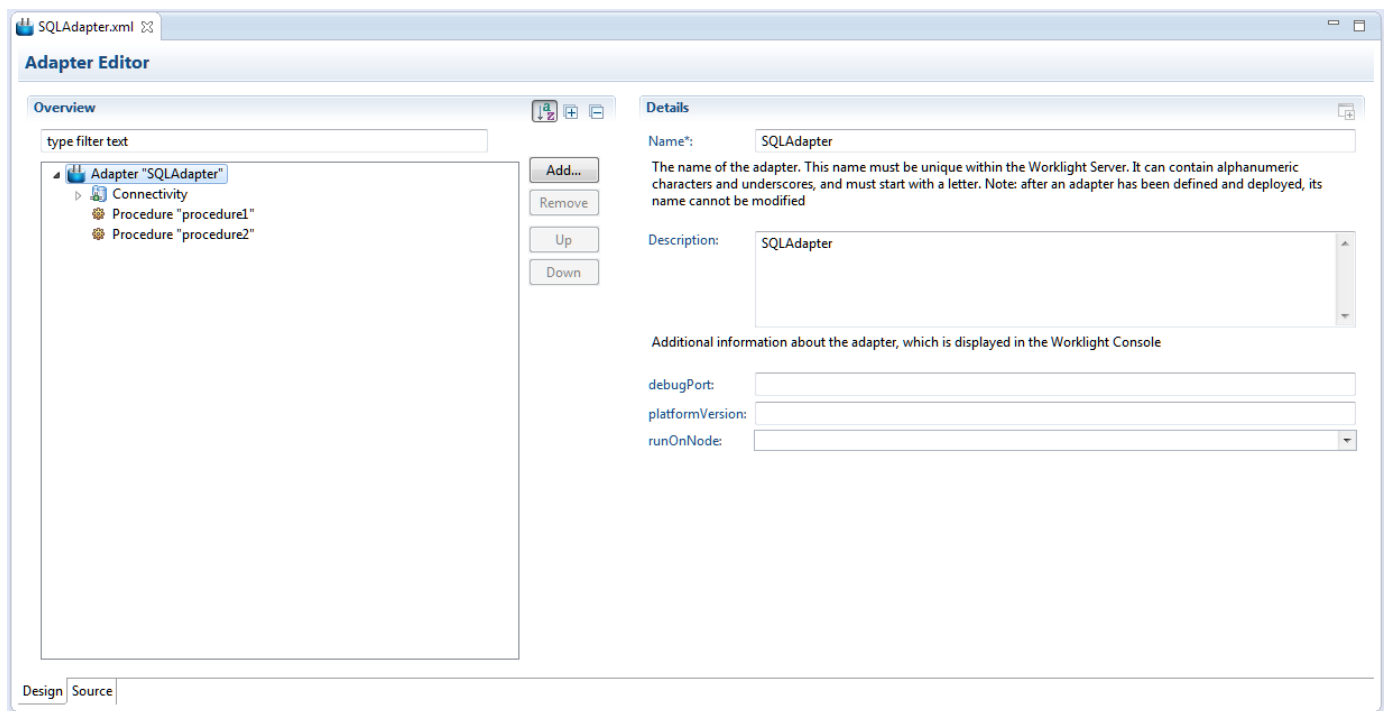 SQLAdapter.xml
Adapter Editor
Overview
type filter text
Adapter "SQLAdapter"
Connectivity
Procedure "procedure1"
Procedure "procedure2"
Add...
Remove
Up
Down
Details
Name*: SQLAdapter
The name of the adapter. This name must be unique within the Worklight Server. It can contain alphanumeric
characters and underscores, and must start with a letter. Note: after an adapter has been defined and deployed, its
name cannot be modified
Description: SQLAdapter
Additional information about the adapter, which is displayed in the Worklight Console
debugPort:
platformVersion:
runOnNode:
Design Source